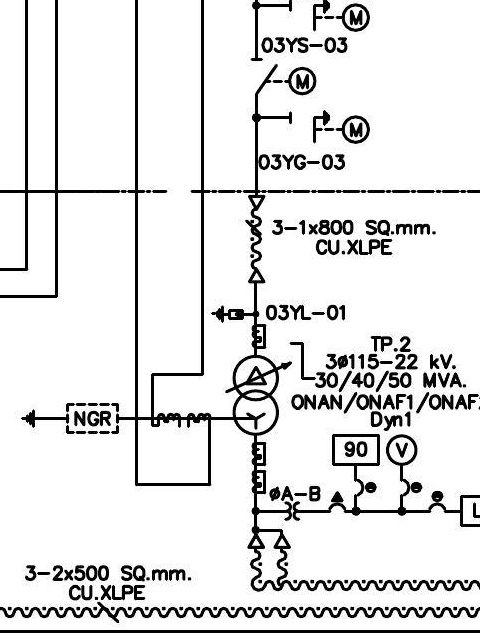 M
03YS-03
M
M
03YG-03
3-1x800 SQ.mm.
CU.XLPE
03YL-01
TP.2
3ø115-22 kV.
30/40/50 MVA.
ONAN/ONAF1/ONAF2
Dyn1
NGR
90
V
øA-B
3-2x500 SQ.mm.
CU.XLPE